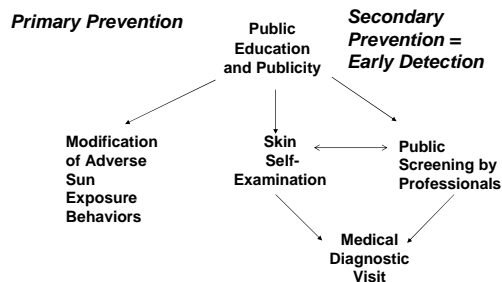 Primary Prevention
Public
Education
and Publicity
Secondary
Prevention =
Early Detection
Modification
of Adverse
Sun
Exposure
Behaviors
Skin
Self-
Examination
Public
Screening by
Professionals
Medical
Diagnostic
Visit